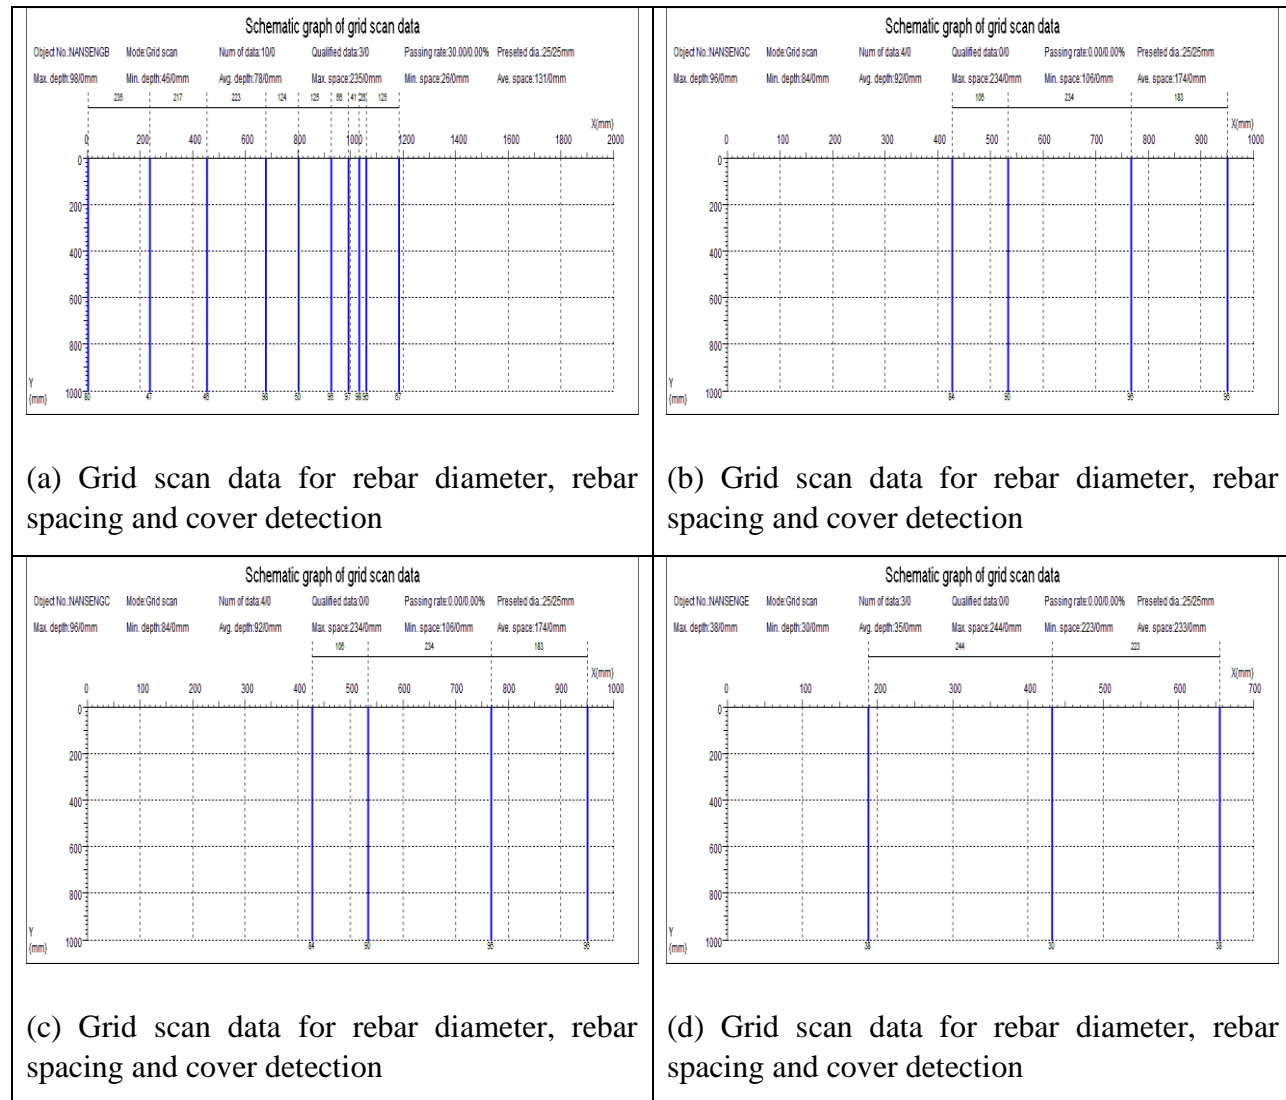 Schematic graph of grid scan data
Object No.:NANSENGB Mode:Grid scan Num of data:10/0 Qualified data:3/0 Passing rate:30.00/0.00% Preseted dia.:25/25mm
Max. depth:98/0mm Min. depth:46/0mm Avg. depth:78/0mm Max. space:235/0mm Min. space:26/0mm Ave. space:131/0mm
235 217 223 124 125 66 41 26 125
X(mm)
0 200 400 600 800 1000 1200 1400 1600 1800 2000
0
200
400
600
800
Y
(mm)
1000
47 50 97 98
(a) Grid scan data for rebar diameter, rebar
spacing and cover detection
Schematic graph of grid scan data
Object No.:NANSENGC Mode:Grid scan Num of data:4/0 Qualified data:0/0 Passing rate:0.00/0.00% Preseted dia.:25/25mm
Max. depth:96/0mm Min. depth:84/0mm Avg. depth:92/0mm Max. space:234/0mm Min. space:106/0mm Ave. space:174/0mm
106 234 183
X(mm)
0 100 200 300 400 500 600 700 800 900 1000
0
200
400
600
800
Y
(mm)
1000
84 90
(b) Grid scan data for rebar diameter, rebar
spacing and cover detection
Schematic graph of grid scan data
Object No.:NANSENGC Mode:Grid scan Num of data:4/0 Qualified data:0/0 Passing rate:0.00/0.00% Preseted dia.:25/25mm
Max. depth:96/0mm Min. depth:84/0mm Avg. depth:92/0mm Max. space:234/0mm Min. space:106/0mm Ave. space:174/0mm
106 234 183
X(mm)
0 100 200 300 400 500 600 700 800 900 1000
0
200
400
600
800
Y
(mm)
1000
84 90
(c) Grid scan data for rebar diameter, rebar
spacing and cover detection
Schematic graph of grid scan data
Object No.:NANSENGE Mode:Grid scan Num of data:3/0 Qualified data:0/0 Passing rate:0.00/0.00% Preseted dia.:25/25mm
Max. depth:38/0mm Min. depth:30/0mm Avg. depth:35/0mm Max. space:244/0mm Min. space:223/0mm Ave. space:233/0mm
244 223
X(mm)
0 100 200 300 400 500 600 700
0
200
400
600
800
Y
(mm)
1000
38 30 38
(d) Grid scan data for rebar diameter, rebar
spacing and cover detection